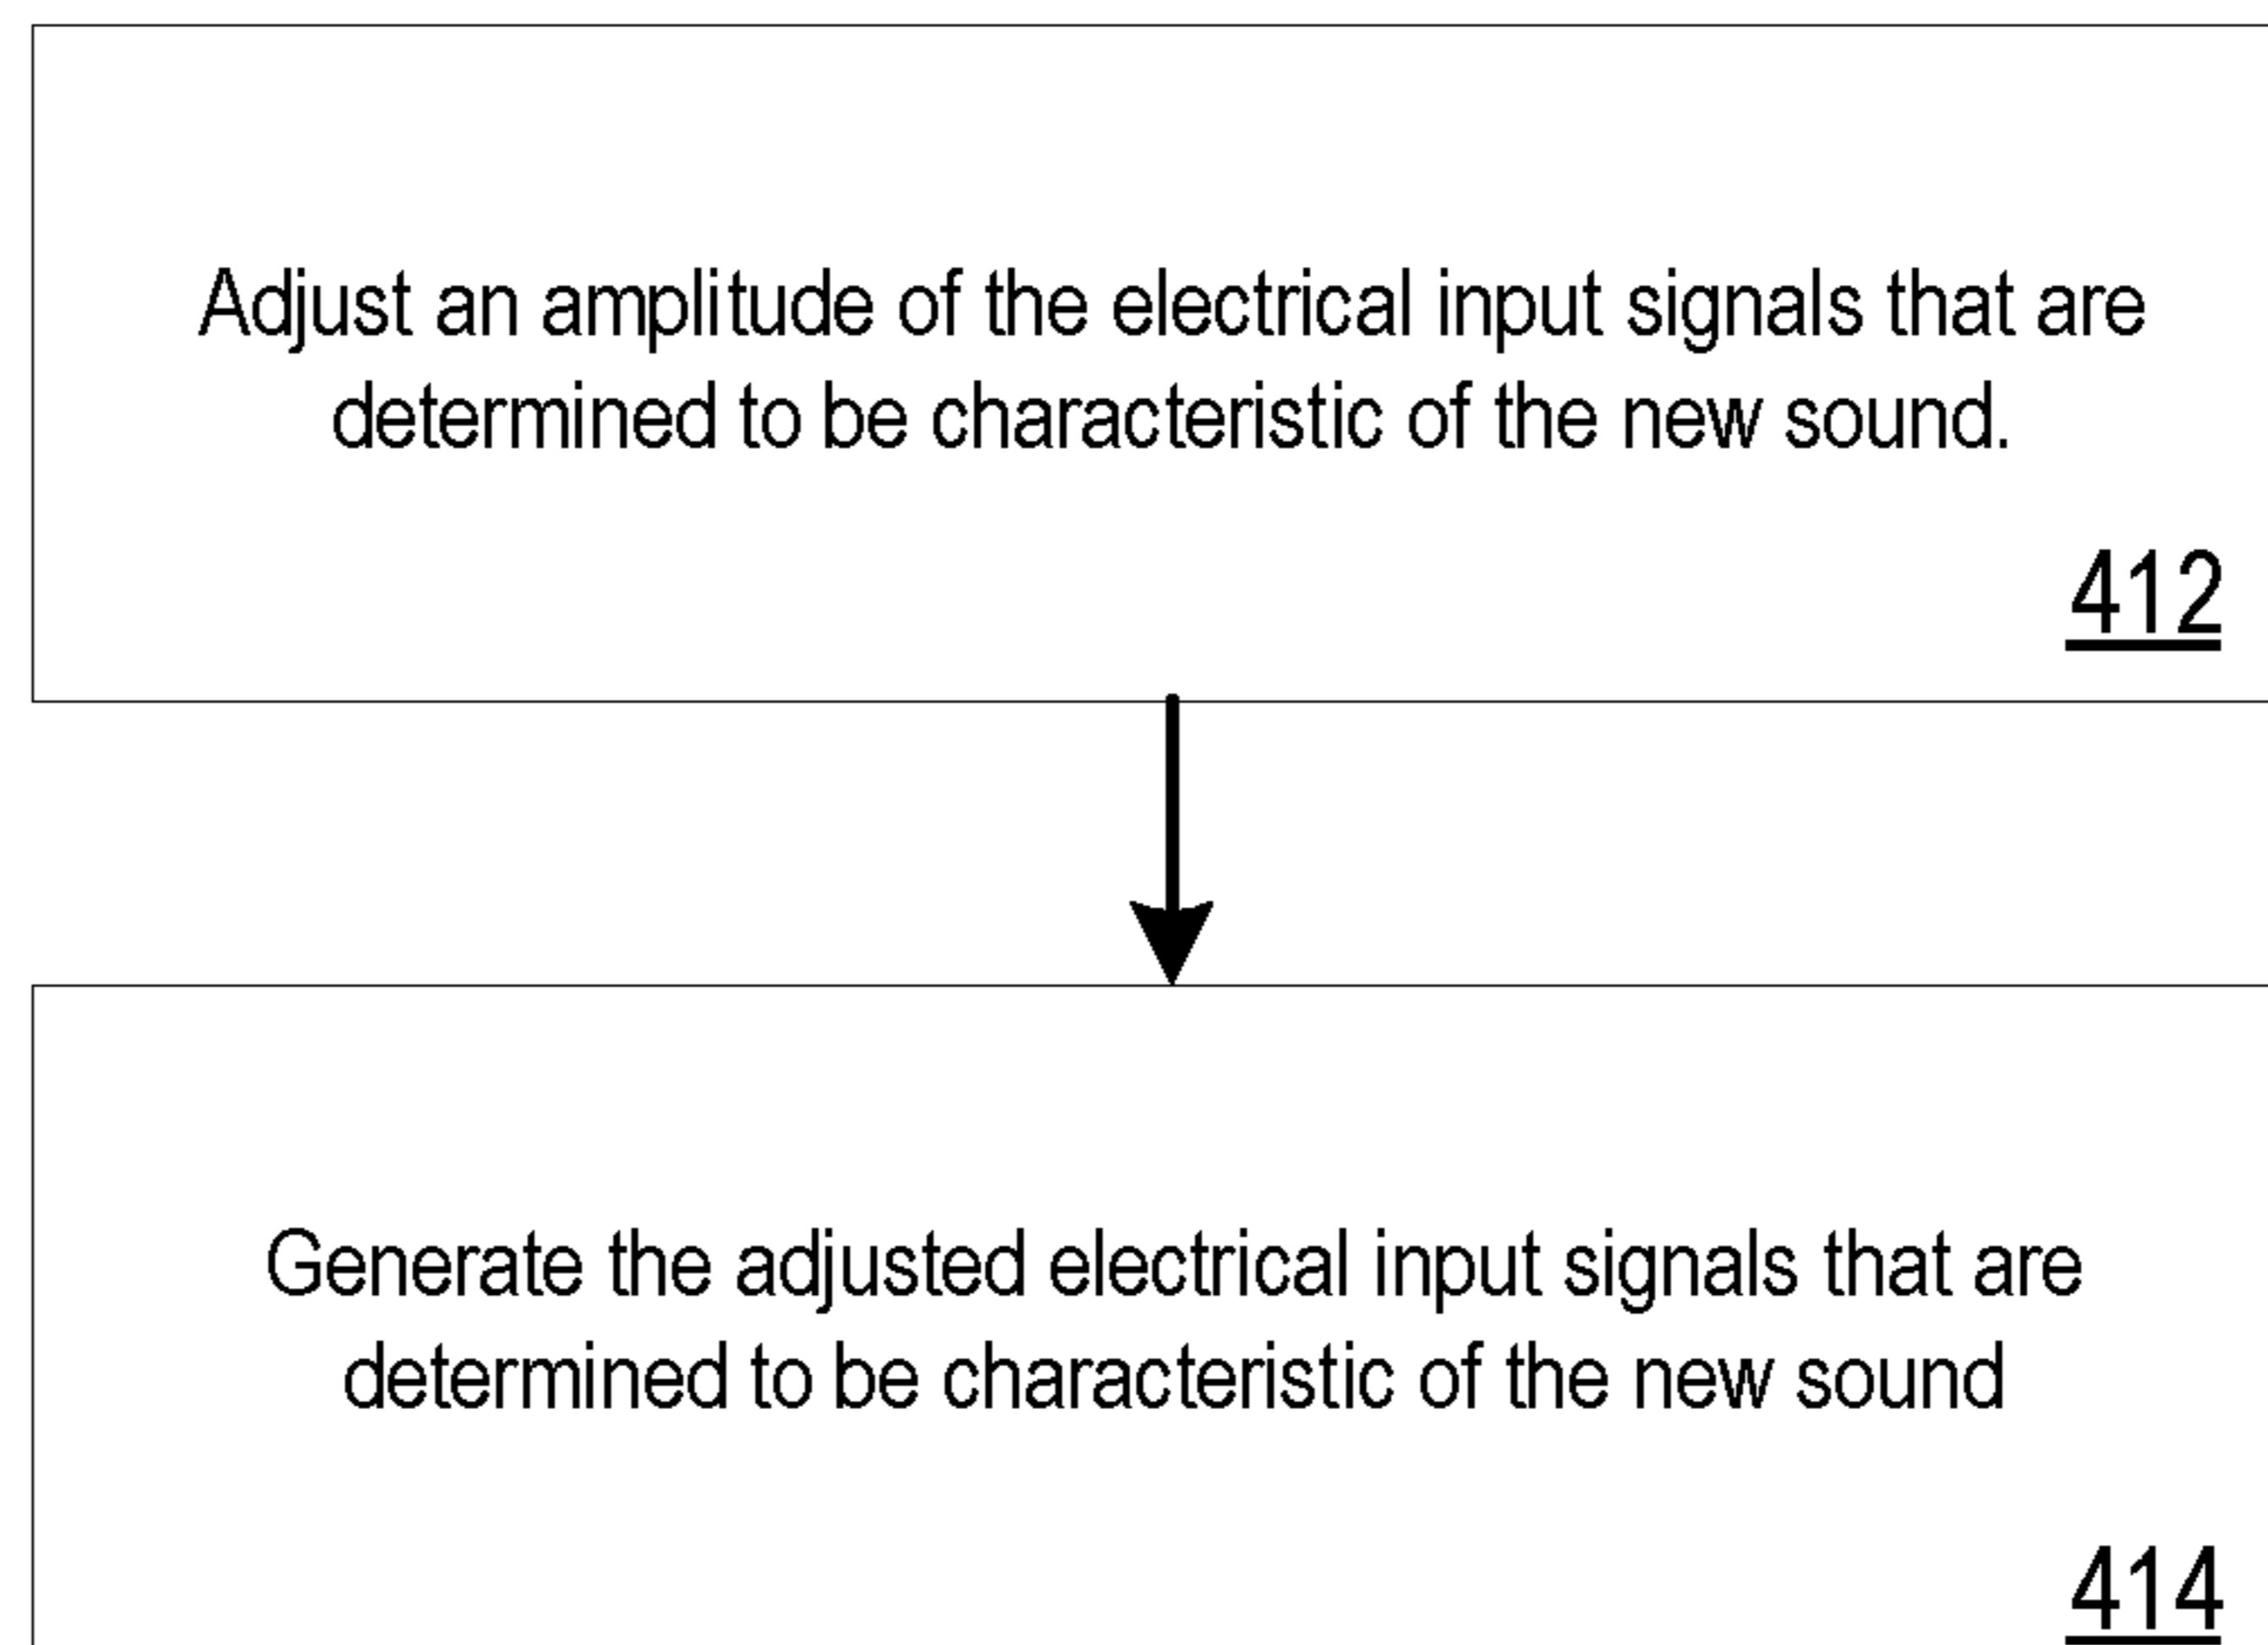 Adjust an amplitude of the electrical input signals that are
determined to be characteristic of the new sound.
412
Generate the adjusted electrical input signals that are
determined to be characteristic of the new sound
414